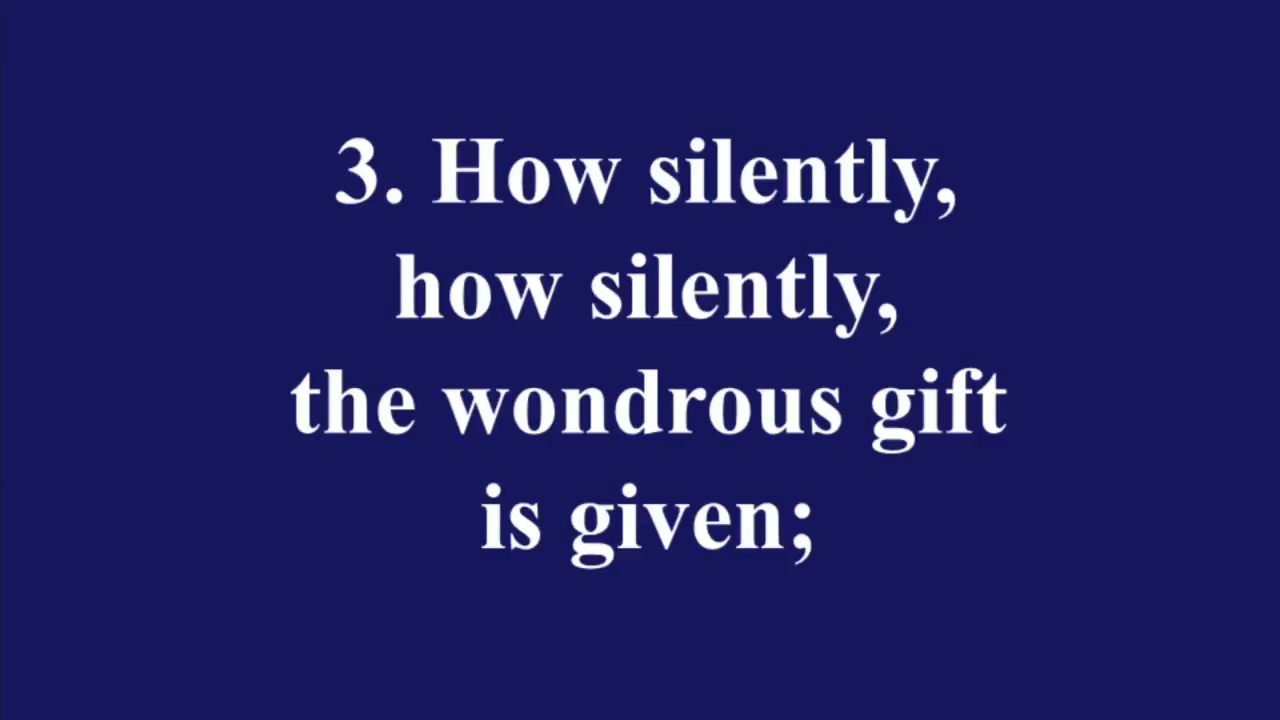 3. How silently,
how silently,
the wondrous gift
is given;